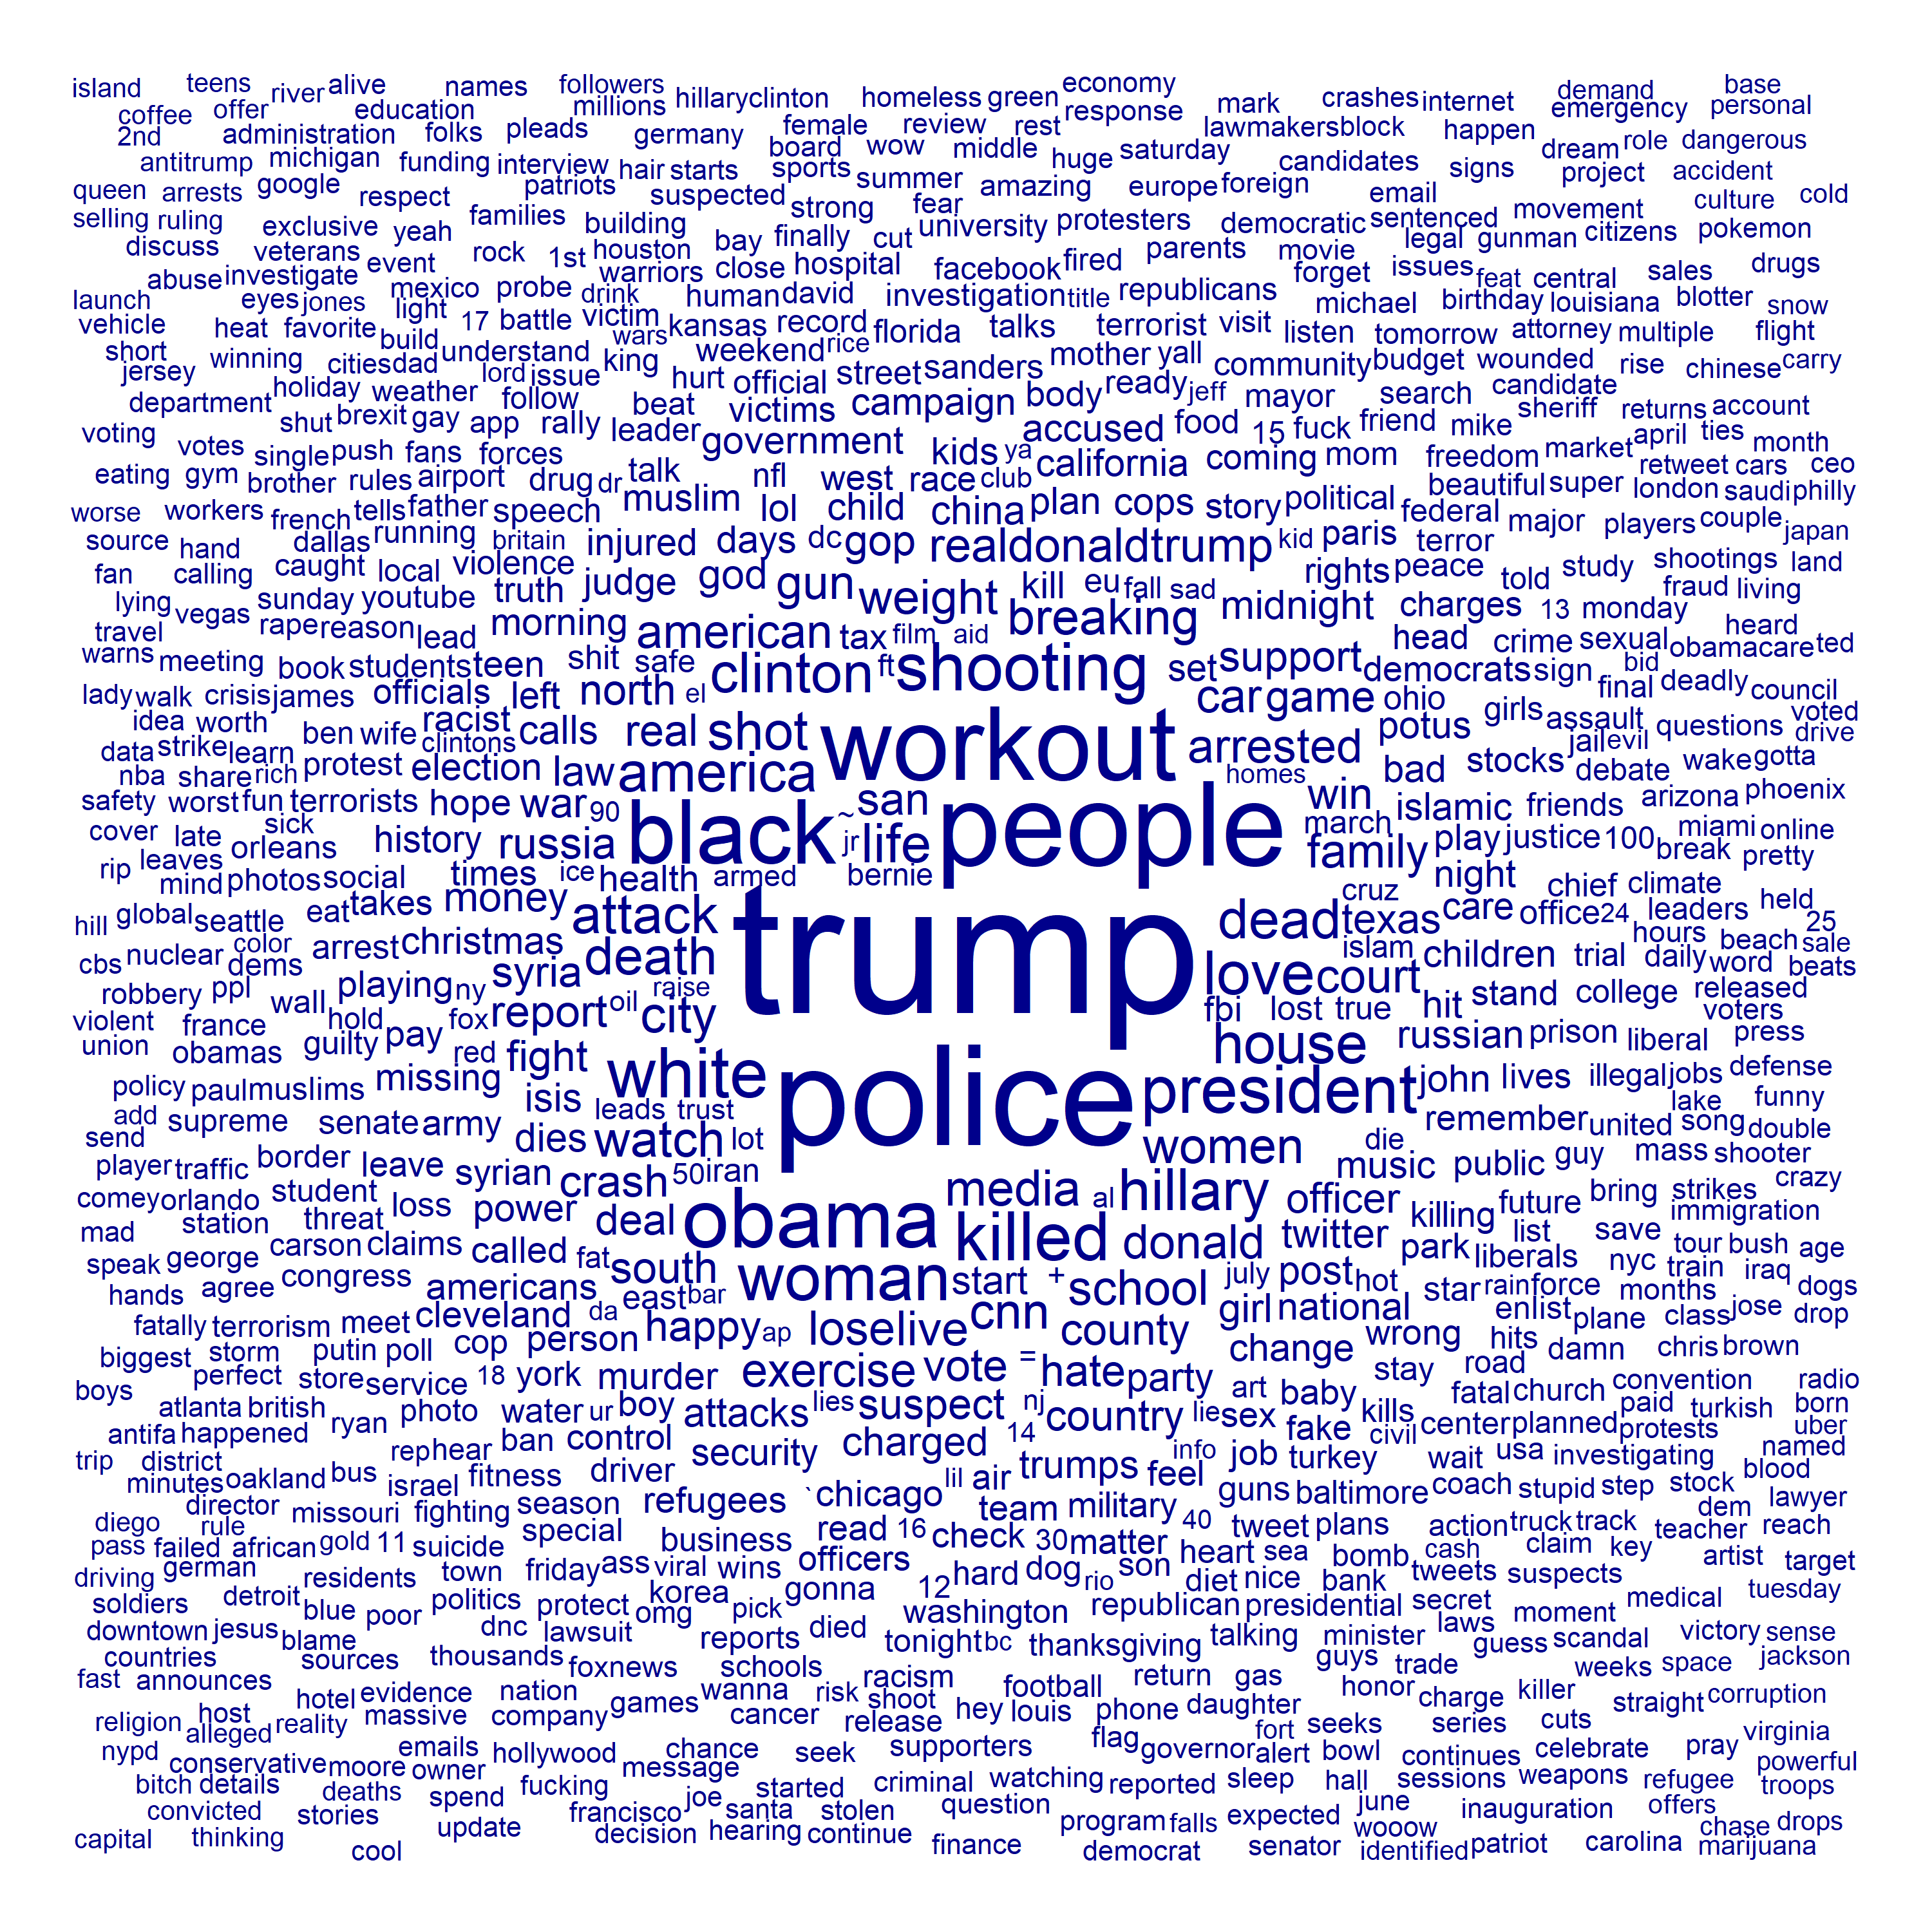 island teens river alive names followers economy demand base
coffee offer education millions hillaryclinton homeless green response mark crashes internet emergency personal
2nd administration folks pleads germany female review rest lawmakers block happen role dangerous
antitrump michigan funding interview hair starts board wow middle huge saturday candidates signs dream project accident
queen arrests google respect patriots suspected sports summer amazing europe foreign email culture cold
selling ruling exclusive yeah families building strong fear university protesters democratic sentenced movement citizens pokemon
discuss veterans event rock 1st houston bay finally cut hospital facebook fired parents movie legal gunman
abuse investigate mexico probe drink warriors close human david investigation title republicans forget issues feat central sales drugs
launch eyes jones light 17 battle victim kansas record florida talks terrorist visit michael birthday louisiana blotter snow
vehicle heat favorite build understand wars king weekend rice street sanders mother yall listen tomorrow attorney multiple flight
short jersey winning cities dad lord issue hurt official community budget wounded rise chinese carry
department holiday weather follow beat victims campaign body ready jeff mayor search candidate sheriff returns account
voting votes shut brexit gay app rally leader government accused food 15 fuck friend mike market april ties month
eating gym single push fans forces talk nfl kids ya california coming mom freedom retweet cars ceo
brother rules airport drug dr muslim lol west race club plan cops story political beautiful super london saudi philly
worse workers french tells father speech child china federal major players couple japan
source hand dallas running britain injured days dc gop realdonaldtrump kid paris terror shootings land
fan calling caught local violence truth judge god gun weight kill eu fall sad rights peace told study fraud living
lying vegas sunday youtube morning american tax film aid breaking midnight charges 13 monday heard
travel rape reason lead head crime sexual obamacare ted
warns meeting book students teen shit safe clinton ft shooting set support democrats sign bid
lady walk crisis james officials left north el car game ohio final deadly council
idea worth ben wife racist clintons calls real shot workout arrested potus girls assault questions voted drive
data strike learn protest election law america homes bad stocks jail evil debate wake gotta
nba share rich
safety worst fun terrorists hope war 90 black ~ san people win islamic friends arizona phoenix
cover late sick orleans history russia jr life march family play justice 100 miami online
rip leaves mind photos social times ice health armed bernie night break pretty
hill global seattle eat takes money attack trump dead cruz texas care chief climate office 24 leaders held 25
cbs nuclear color dems arrest christmas syria death islam love court children trial hours daily beach word sale beats
robbery ppl wall playing ny report oil raise city fbi lost true hit stand college released voters
violent france hold fox
union obamas guilty pay red fight white police house russian prison liberal press
policy paul muslims missing isis president john lives illegal jobs defense
add supreme senate army leads trust remember united lake song funny double
send player traffic border leave dies watch lot women die music public guy mass shooter
comey orlando student loss syrian crash 50 iran media al hillary officer killing future bring strikes crazy
mad station threat power deal obama killed donald twitter list save immigration
speak george carson claims called fat south park liberals nyc tour bush age
hands agree congress americans east bar woman start + school july post hot star rainforce months train iraq dogs
fatally terrorism meet cleveland da happy ap lose live cnn county girl national enlist plane class jose drop
biggest storm putin poll cop person change wrong hits damn chris brown
boys perfect store service 18 york murder exercise vote = hate party stay road convention radio
atlanta british ryan photo water ur boy attacks lies suspect nj country lie sex art baby kills fatal church paid turkish born
antifa happened rep hear ban control security charged 14 fake civil center planned protests uber
trip district minutes oakland bus israel fitness driver air trumps feel info job turkey wait usa investigating named
director missouri fighting season refugees ` chicago lil team military guns baltimore coach stupid step stock blood
diego rule special business read 16 check 30 matter 40 tweet plans action truck track dem lawyer
pass failed african gold 11 suicide officers heart sea teacher reach
driving german residents town friday ass viral wins gonna 12 hard dog rio son diet nice bomb bank cash tweets claim key suspects artist target
soldiers detroit blue poor politics protect korea omg pick washington republican presidential secret medical tuesday
downtown jesus blame dnc lawsuit reports died tonight bc thanksgiving talking minister laws moment guess scandal victory sense
countries sources thousands foxnews schools racism return gas guys trade weeks space jackson
fast announces hotel evidence nation games wanna risk shoot football honor charge killer straight corruption
religion host alleged reality massive company cancer release hey louis phone daughter fort seeks series cuts virginia
nypd conservative moore emails owner hollywood chance message seek supporters flag governor alert bowl continues celebrate pray powerful
bitch details deaths spend fucking started criminal watching reported sleep hall sessions weapons refugee troops
convicted stories francisco joe santa stolen question program falls expected june inauguration offers
capital thinking update decision hearing continue finance wooow chase drops
cool democrat senator identified patriot carolina marijuana